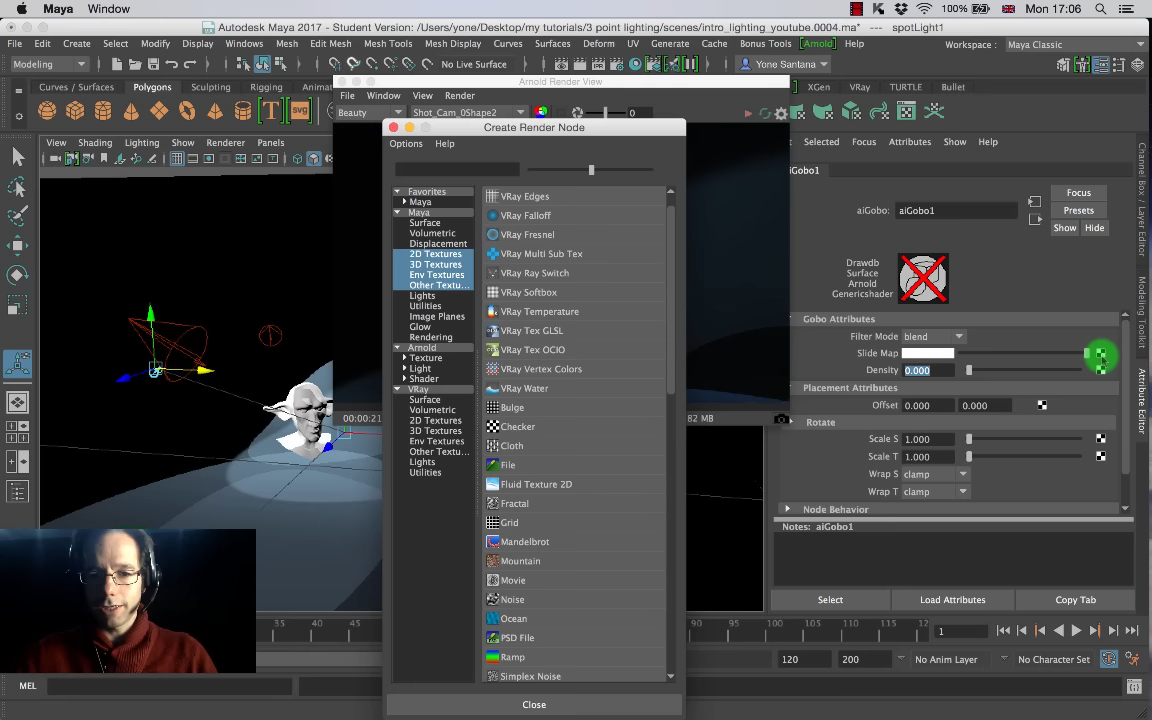 Maya Window 100% Mon 17:06
Autodesk Maya 2017 - Student Version: /Users/yone/Desktop/my tutorials/3 point lighting/scenes/intro_lighting_youtube.0004.ma* --- spotLight1
File Edit Create Select Modify Display Windows Mesh Edit Mesh Mesh Tools Mesh Display Curves Surfaces Deform UV Generate Cache Bonus Tools [Arnold] Help Workspace : Maya Classic
Modeling No Live Surface Yone Santana
Curves / Surfaces Polygons Sculpting Rigging Animat XGen VRay TURTLE Bullet
T svg
View Shading Lighting Show Renderer Panels
Arnold Render View
File Window View Render
Beauty Shot_Cam_0Shape2 0
00:00:21 82 MB
Create Render Node
Options Help
Favorites
Maya
Maya
Surface
Volumetric
Displacement
2D Textures
3D Textures
Env Textures
Other Textu...
Lights
Utilities
Image Planes
Glow
Rendering
Arnold
Texture
Light
Shader
VRay
Surface
Volumetric
2D Textures
3D Textures
Env Textures
Other Textu...
Lights
Utilities
VRay Edges
VRay Falloff
VRay Fresnel
VRay Multi Sub Tex
VRay Ray Switch
VRay Softbox
VRay Temperature
VRay Tex GLSL
VRay Tex OCIO
VRay Vertex Colors
VRay Water
Bulge
Checker
Cloth
File
Fluid Texture 2D
Fractal
Grid
Mandelbrot
Mountain
Movie
Noise
Ocean
PSD File
Ramp
Simplex Noise
Close
Selected Focus Attributes Show Help
iGobo1
Focus
aiGobo: aiGobo1 Presets
Show Hide
Drawdb
Surface
Arnold
Genericshader
Gobo Attributes
Filter Mode blend
Slide Map
Density 0.000
Placement Attributes
Offset 0.000 0.000
Rotate
Scale S 1.000
Scale T 1.000
Wrap S clamp
Wrap T clamp
Node Behavior
Notes: aiGobo1
Select Load Attributes Copy Tab
Channel Box / Layer Editor
Modeling Toolkit
Attribute Editor
35 40 45 90 95 100 105 110 115 120 1
120 200 No Anim Layer No Character Set
MEL